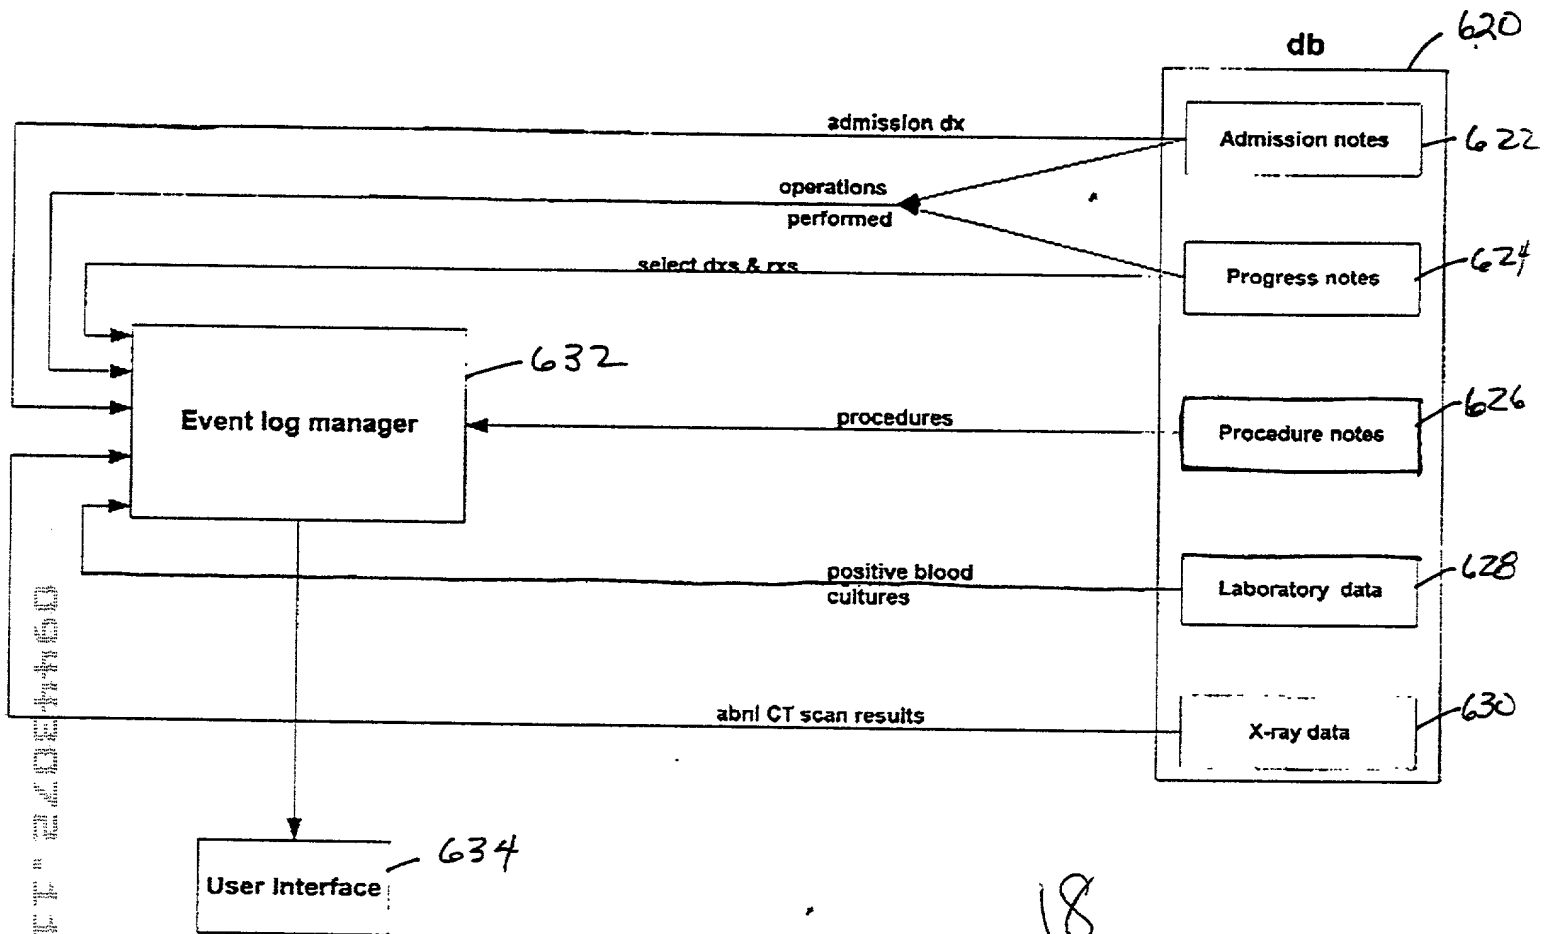 620
db
admission dx
Admission notes
622
operations
performed
select dxs & rxs
Progress notes
624
632
Event log manager
procedures
Procedure notes
626
positive blood
cultures
Laboratory data
628
abnl CT scan results
X-ray data
630
634
User Interface
18